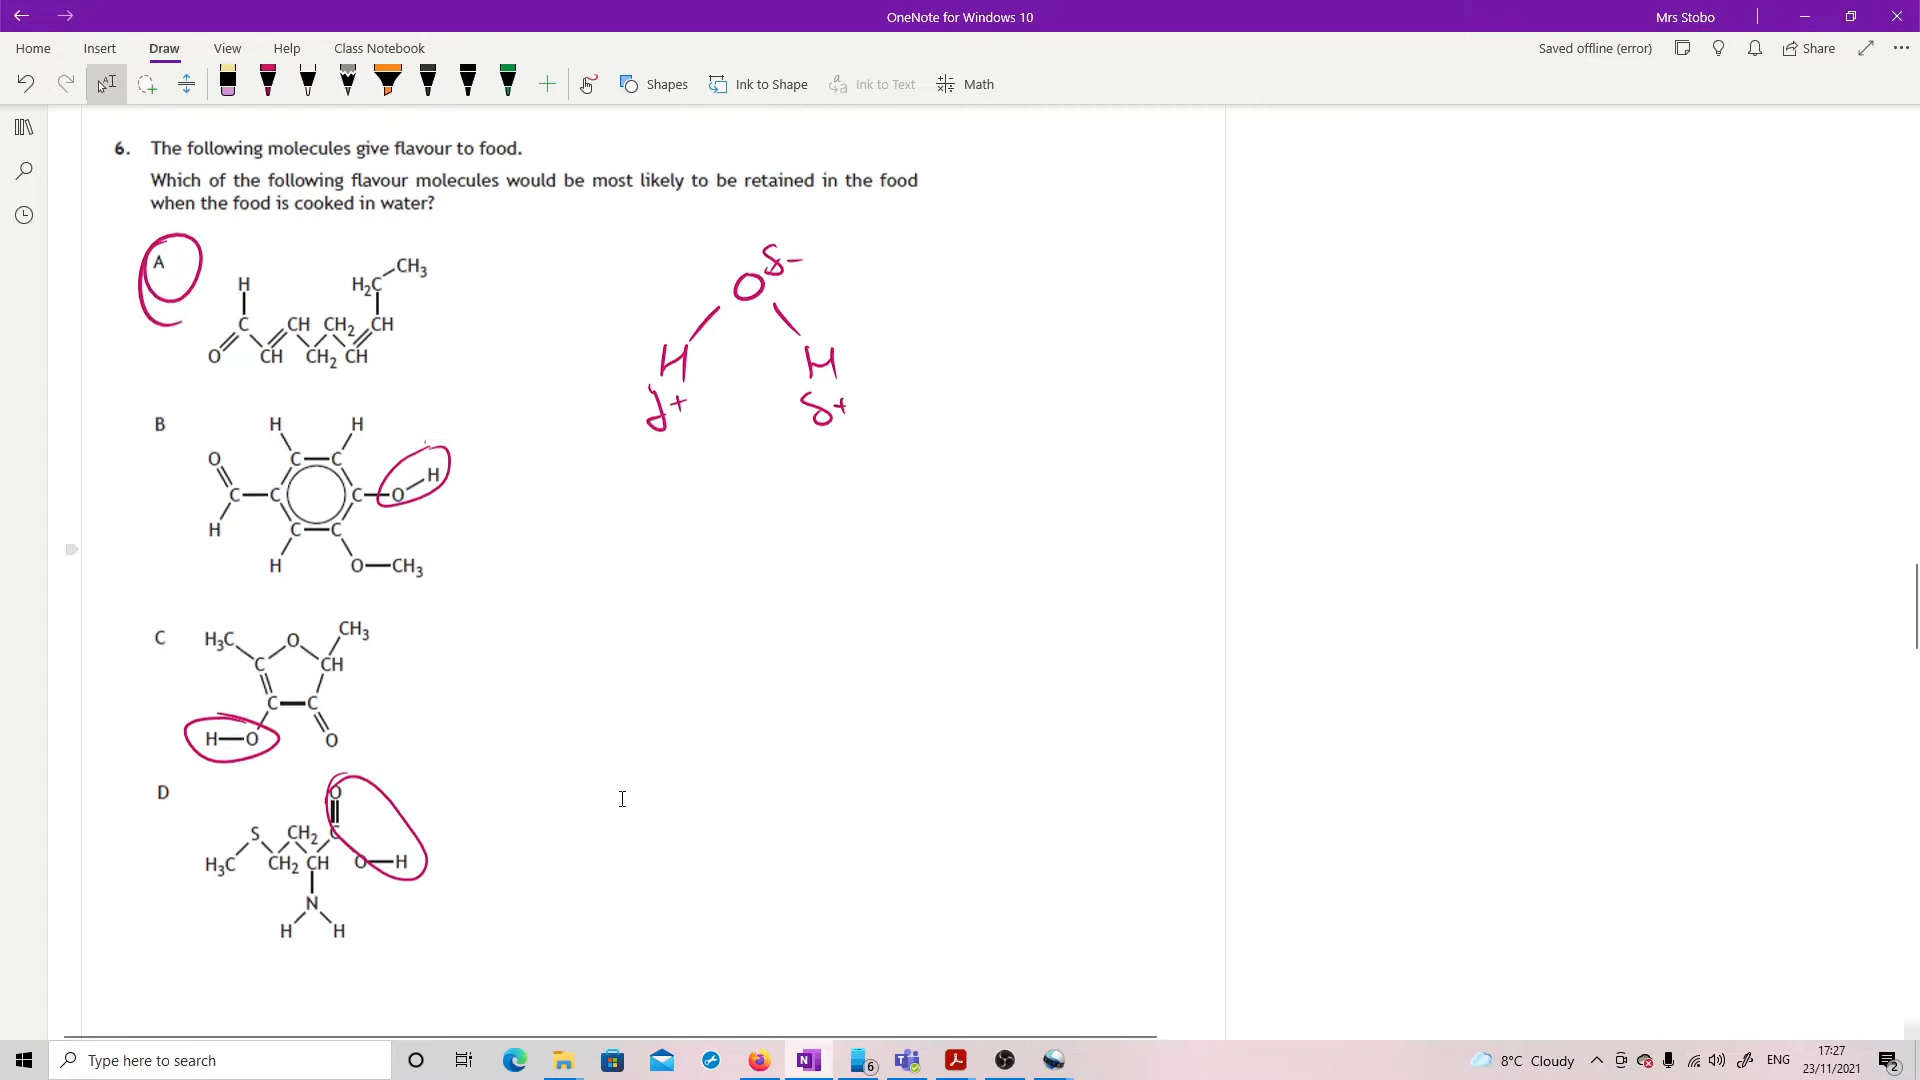 OneNote for Windows 10
Mrs Stobo
Home Insert Draw View Help Class Notebook
Saved offline (error) Share
Shapes Ink to Shape Ink to Text Math
6. The following molecules give flavour to food.
Which of the following flavour molecules would be most likely to be retained in the food
when the food is cooked in water?
A
CH3
H H2C
C CH CH2 CH
O CH CH2 CH
O δ-
H H
δ+ δ+
B
H H
O C C H
C C C O
H C C
H O CH3
C H3C O CH3
C CH
C C
H O O
D O
S CH2 C
H3C CH2 CH O H
N
H H
Type here to search
6
8°C Cloudy ENG 17:27
23/11/2021
2